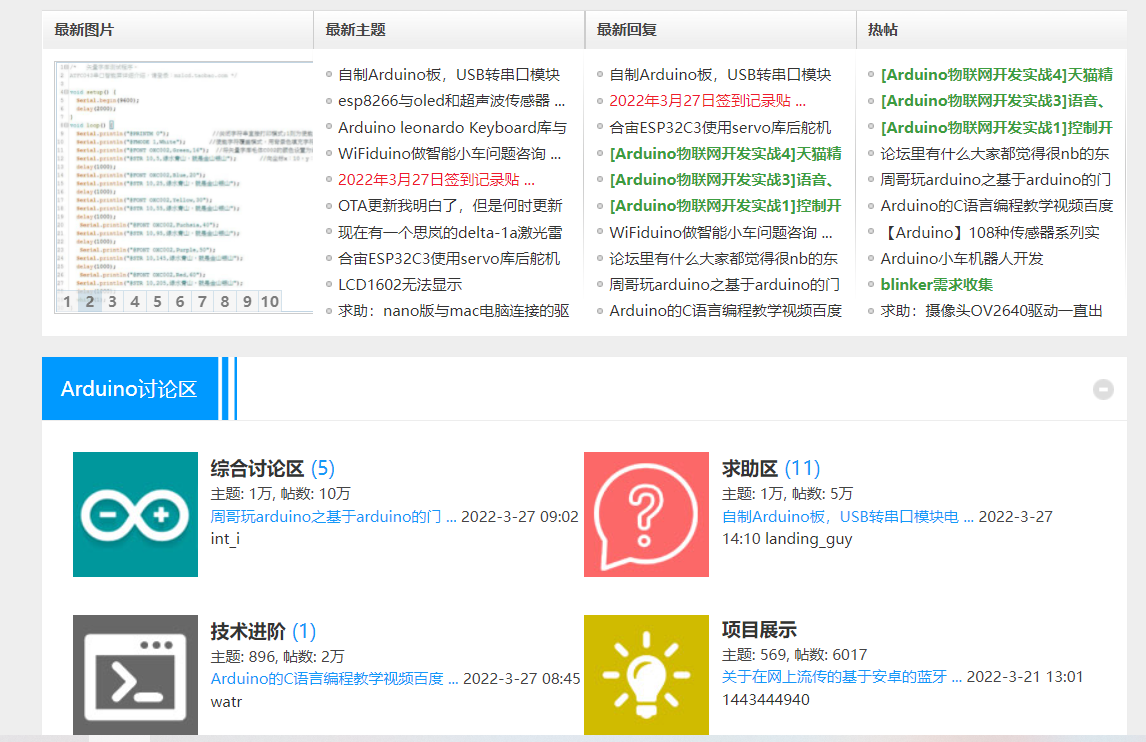 最新图片
最新主题
最新回复
热帖
void setup() {
Serial.begin(9600);
delay(2000);
}
void loop() {
1 2 3 4 5 6 7 8 9 10
自制Arduino板，USB转串口模块
esp8266与oled和超声波传感器 ...
Arduino leonardo Keyboard库与
WiFiduino做智能小车问题咨询 ...
2022年3月27日签到记录贴 ...
OTA更新我明白了，但是何时更新
现在有一个思岚的delta-1a激光雷
合宙ESP32C3使用servo库后舵机
LCD1602无法显示
求助：nano版与mac电脑连接的驱
自制Arduino板，USB转串口模块
2022年3月27日签到记录贴 ...
合宙ESP32C3使用servo库后舵机
[Arduino物联网开发实战4]天猫精
[Arduino物联网开发实战3]语音、
[Arduino物联网开发实战1]控制开
WiFiduino做智能小车问题咨询 ...
论坛里有什么大家都觉得很nb的东
周哥玩arduino之基于arduino的门
Arduino的C语言编程教学视频百度
[Arduino物联网开发实战4]天猫精
[Arduino物联网开发实战3]语音、
[Arduino物联网开发实战1]控制开
论坛里有什么大家都觉得很nb的东
周哥玩arduino之基于arduino的门
Arduino的C语言编程教学视频百度
【Arduino】108种传感器系列实
Arduino小车机器人开发
blinker需求收集
求助：摄像头OV2640驱动一直出
Arduino讨论区
综合讨论区 (5)
主题: 1万, 帖数: 10万
周哥玩arduino之基于arduino的门 ... 2022-3-27 09:02
int_i
求助区 (11)
主题: 1万, 帖数: 5万
自制Arduino板，USB转串口模块电 ... 2022-3-27
14:10 landing_guy
技术进阶 (1)
主题: 896, 帖数: 2万
Arduino的C语言编程教学视频百度 ... 2022-3-27 08:45
watr
项目展示
主题: 569, 帖数: 6017
关于在网上流传的基于安卓的蓝牙 ... 2022-3-21 13:01
1443444940